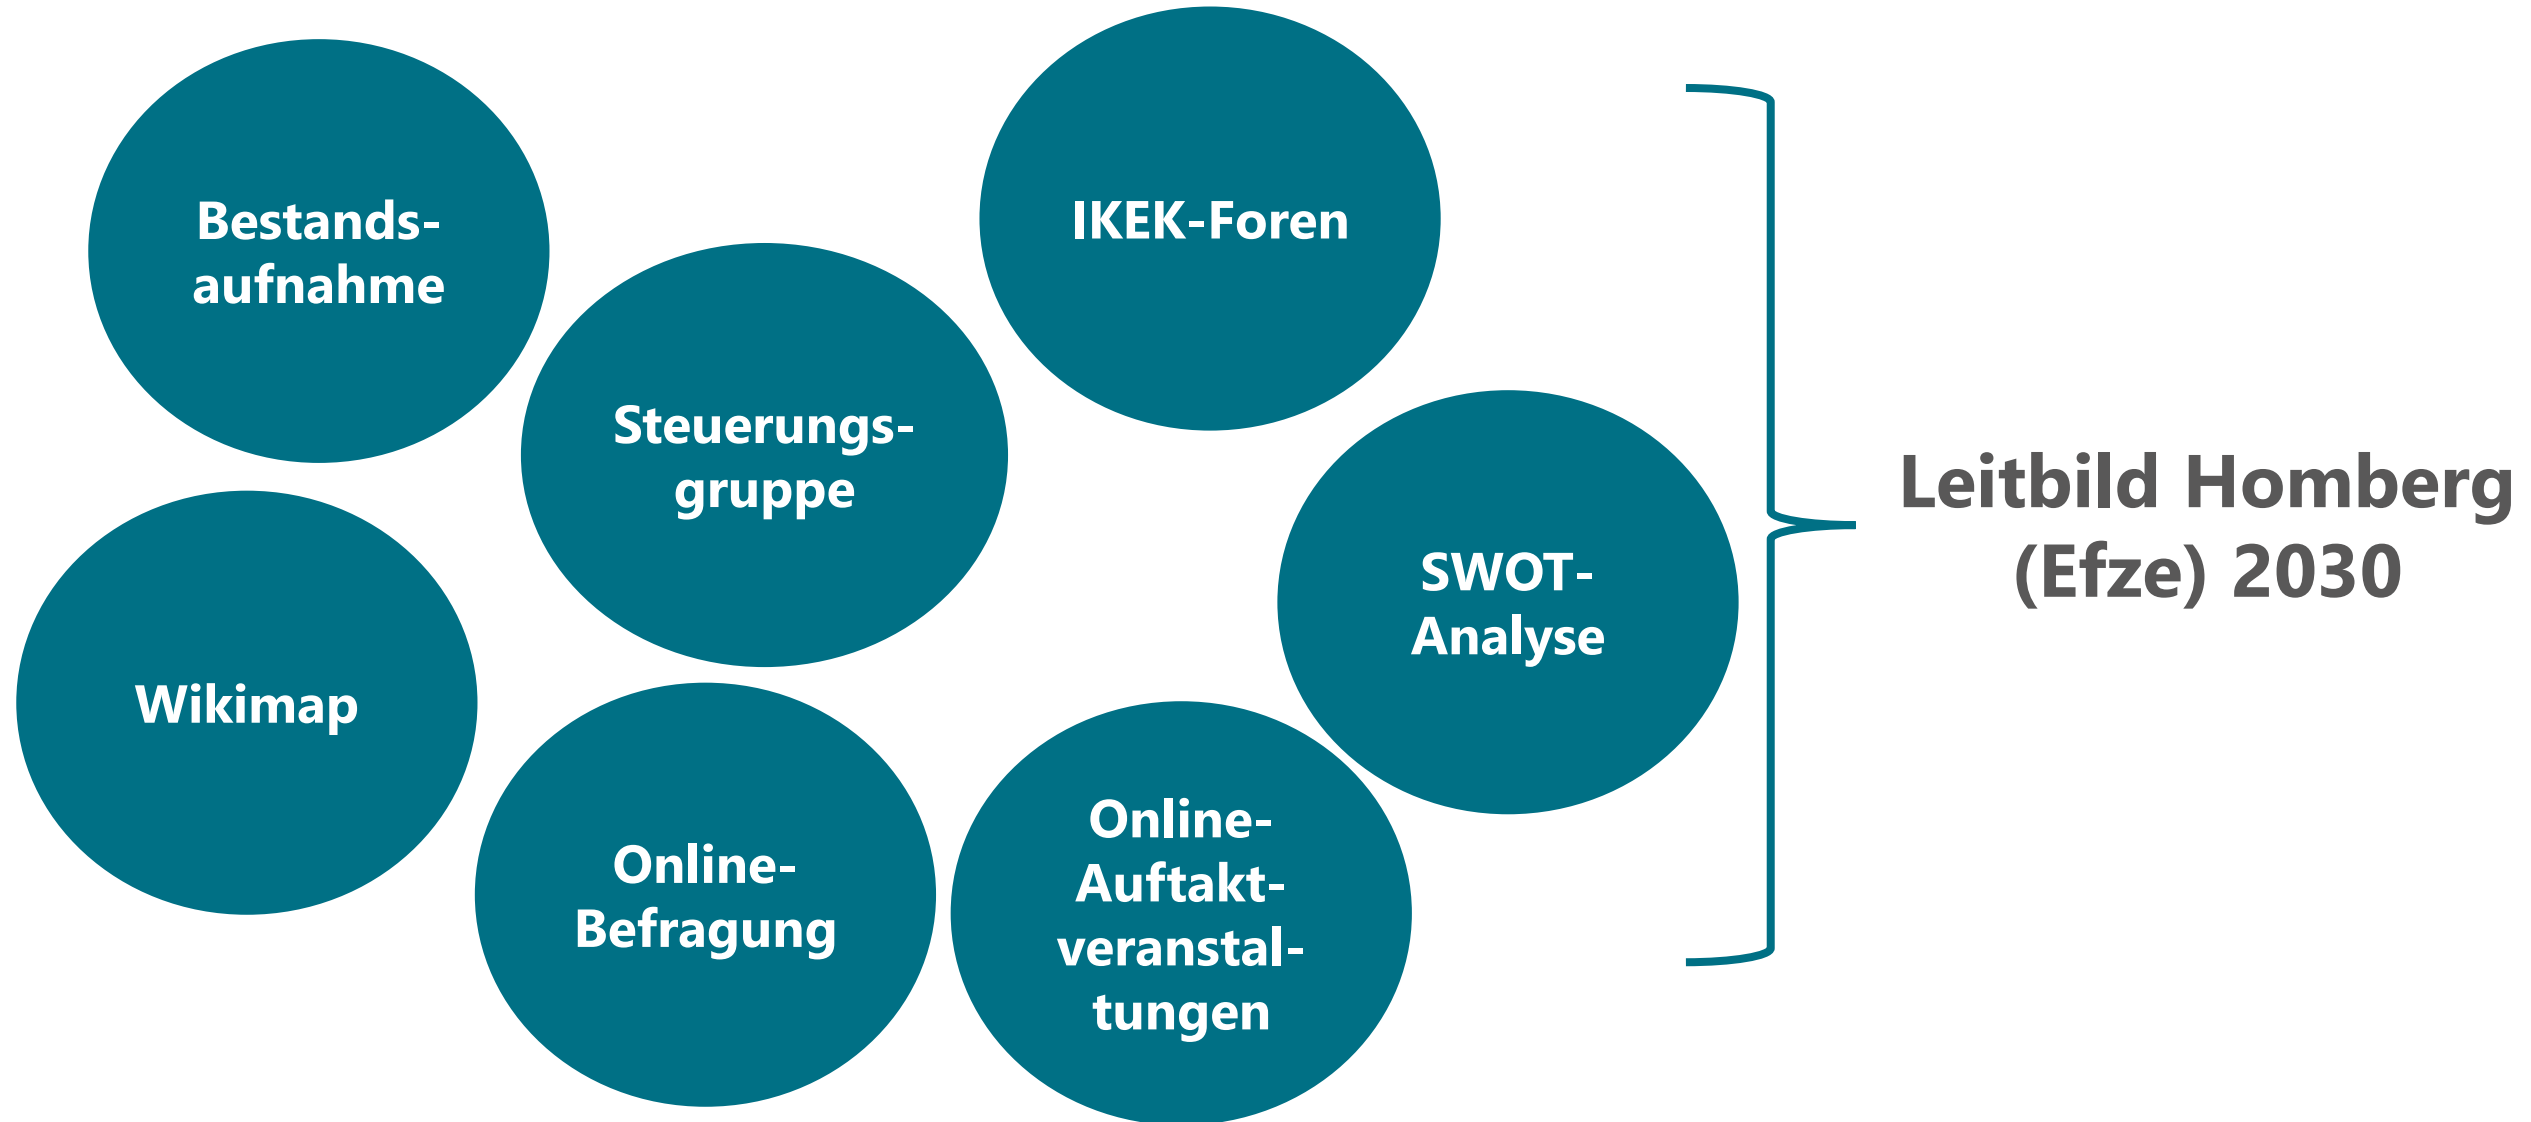 Bestands-
aufnahme
IKEK-Foren
Steuerungs-
gruppe
SWOT-
Analyse
Wikimap
Online-
Befragung
Online-
Auftakt-
veranstal-
tungen
Leitbild Homberg
(Efze) 2030